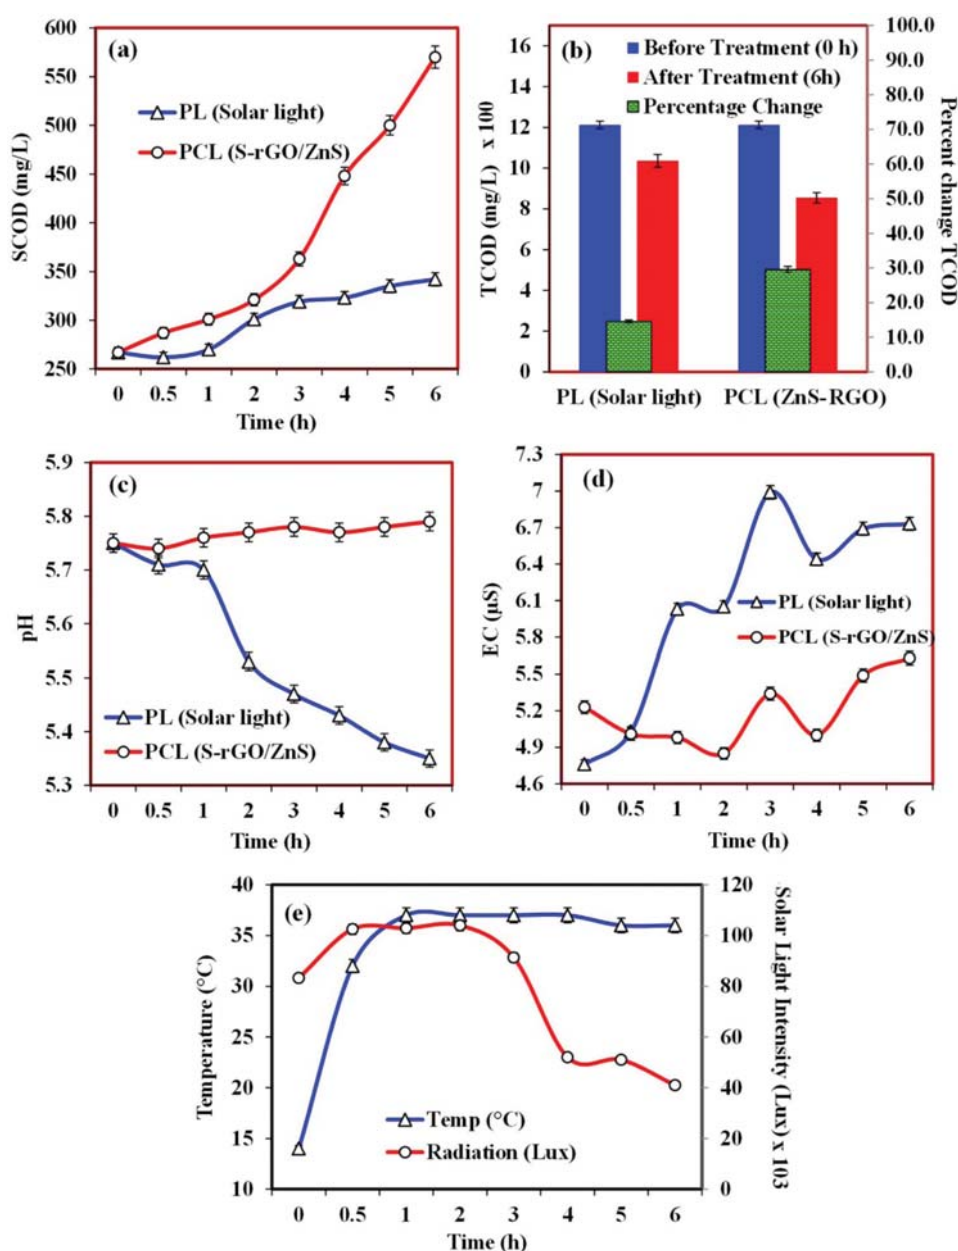 (a)
SCOD (mg/L)
600
550
500
450
400
350
300
250
PL (Solar light)
PCL (S-rGO/ZnS)
0 0.5 1 2 3 4 5 6
Time (h)
(b)
TCOD (mg/L) x 100
16
14
12
10
8
6
4
2
0
Before Treatment (0 h)
After Treatment (6h)
Percentage Change
100.0
90.0
80.0
70.0
60.0
50.0
40.0
30.0
20.0
10.0
0.0
Percent change TCOD
PL (Solar light) PCL (ZnS-RGO)
(c)
pH
5.9
5.8
5.7
5.6
5.5
5.4
5.3
PL (Solar light)
PCL (S-rGO/ZnS)
0 0.5 1 2 3 4 5 6
Time (h)
(d)
EC (µS)
7.3
7
6.7
6.4
6.1
5.8
5.5
5.2
4.9
4.6
PL (Solar light)
PCL (S-rGO/ZnS)
0 0.5 1 2 3 4 5 6
Time (h)
(e)
Temperature (°C)
40
35
30
25
20
15
10
Temp (°C)
Radiation (Lux)
120
100
80
60
40
20
0
Solar Light Intensity (Lux) x 103
0 0.5 1 2 3 4 5 6
Time (h)